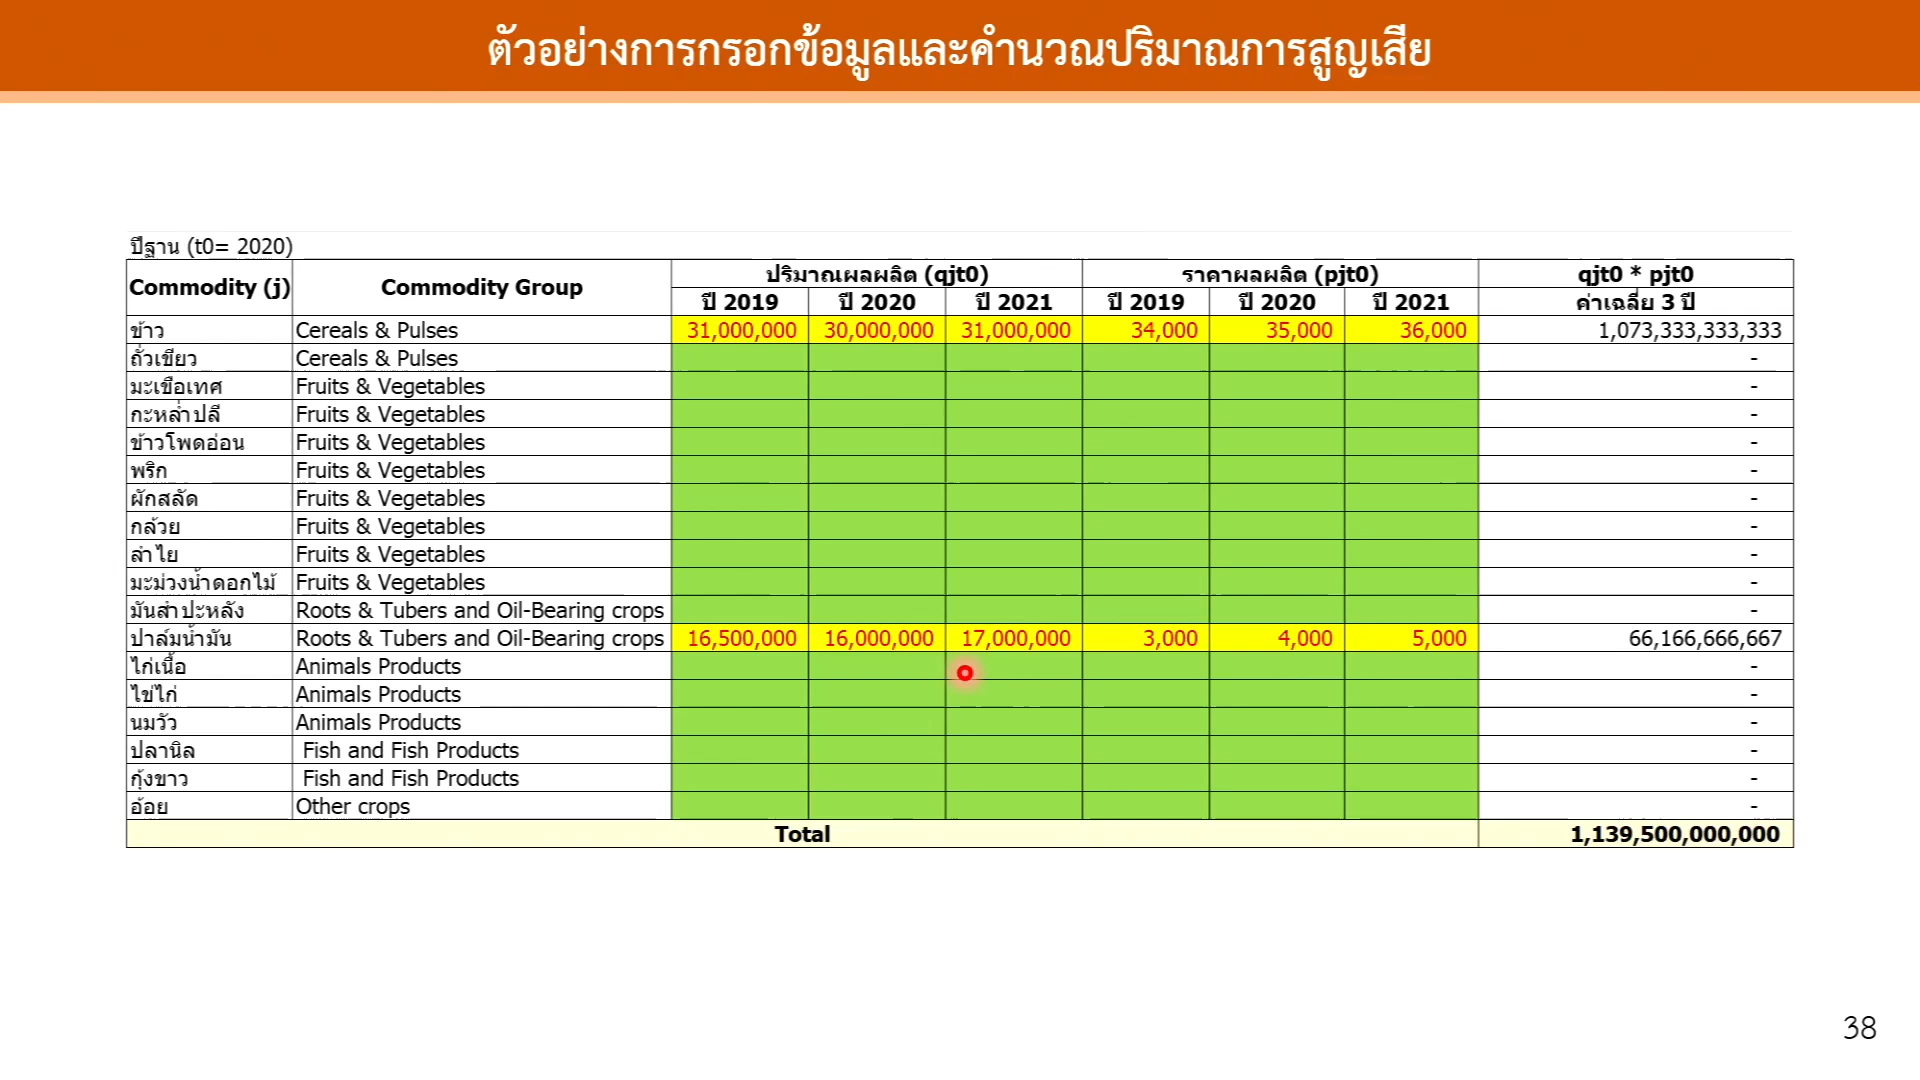 ตัวอย่างการกรอกข้อมูลและคำนวณปริมาณการสูญเสีย
ปีฐาน (t0= 2020)
Commodity (j) Commodity Group ปริมาณผลผลิต (qjt0) ราคาผลผลิต (pjt0) qjt0 * pjt0
ปี 2019 ปี 2020 ปี 2021 ปี 2019 ปี 2020 ปี 2021 ค่าเฉลี่ย 3 ปี
ข้าว Cereals & Pulses 31,000,000 30,000,000 31,000,000 34,000 35,000 36,000 1,073,333,333,333
ถั่วเขียว Cereals & Pulses -
มะเขือเทศ Fruits & Vegetables -
กะหล่ำปลี Fruits & Vegetables -
ข้าวโพดอ่อน Fruits & Vegetables -
พริก Fruits & Vegetables -
ผักสลัด Fruits & Vegetables -
กล้วย Fruits & Vegetables -
ลำไย Fruits & Vegetables -
มะม่วงน้ำดอกไม้ Fruits & Vegetables -
มันสำปะหลัง Roots & Tubers and Oil-Bearing crops -
ปาล์มน้ำมัน Roots & Tubers and Oil-Bearing crops 16,500,000 16,000,000 17,000,000 3,000 4,000 5,000 66,166,666,667
ไก่เนื้อ Animals Products -
ไข่ไก่ Animals Products -
นมวัว Animals Products -
ปลานิล Fish and Fish Products -
กุ้งขาว Fish and Fish Products -
อ้อย Other crops -
Total 1,139,500,000,000
38